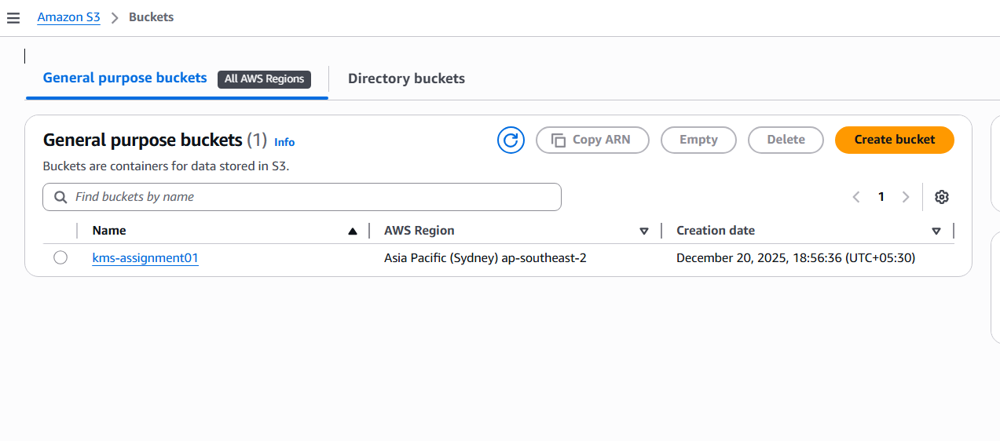 Amazon S3 > Buckets
General purpose buckets All AWS Regions Directory buckets
General purpose buckets (1) Info
Copy ARN Empty Delete Create bucket
Buckets are containers for data stored in S3.
Find buckets by name
1
Name AWS Region Creation date
kms-assignment01 Asia Pacific (Sydney) ap-southeast-2 December 20, 2025, 18:56:36 (UTC+05:30)